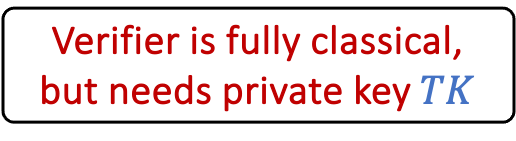 Verifier is fully classical,
but needs private key TK